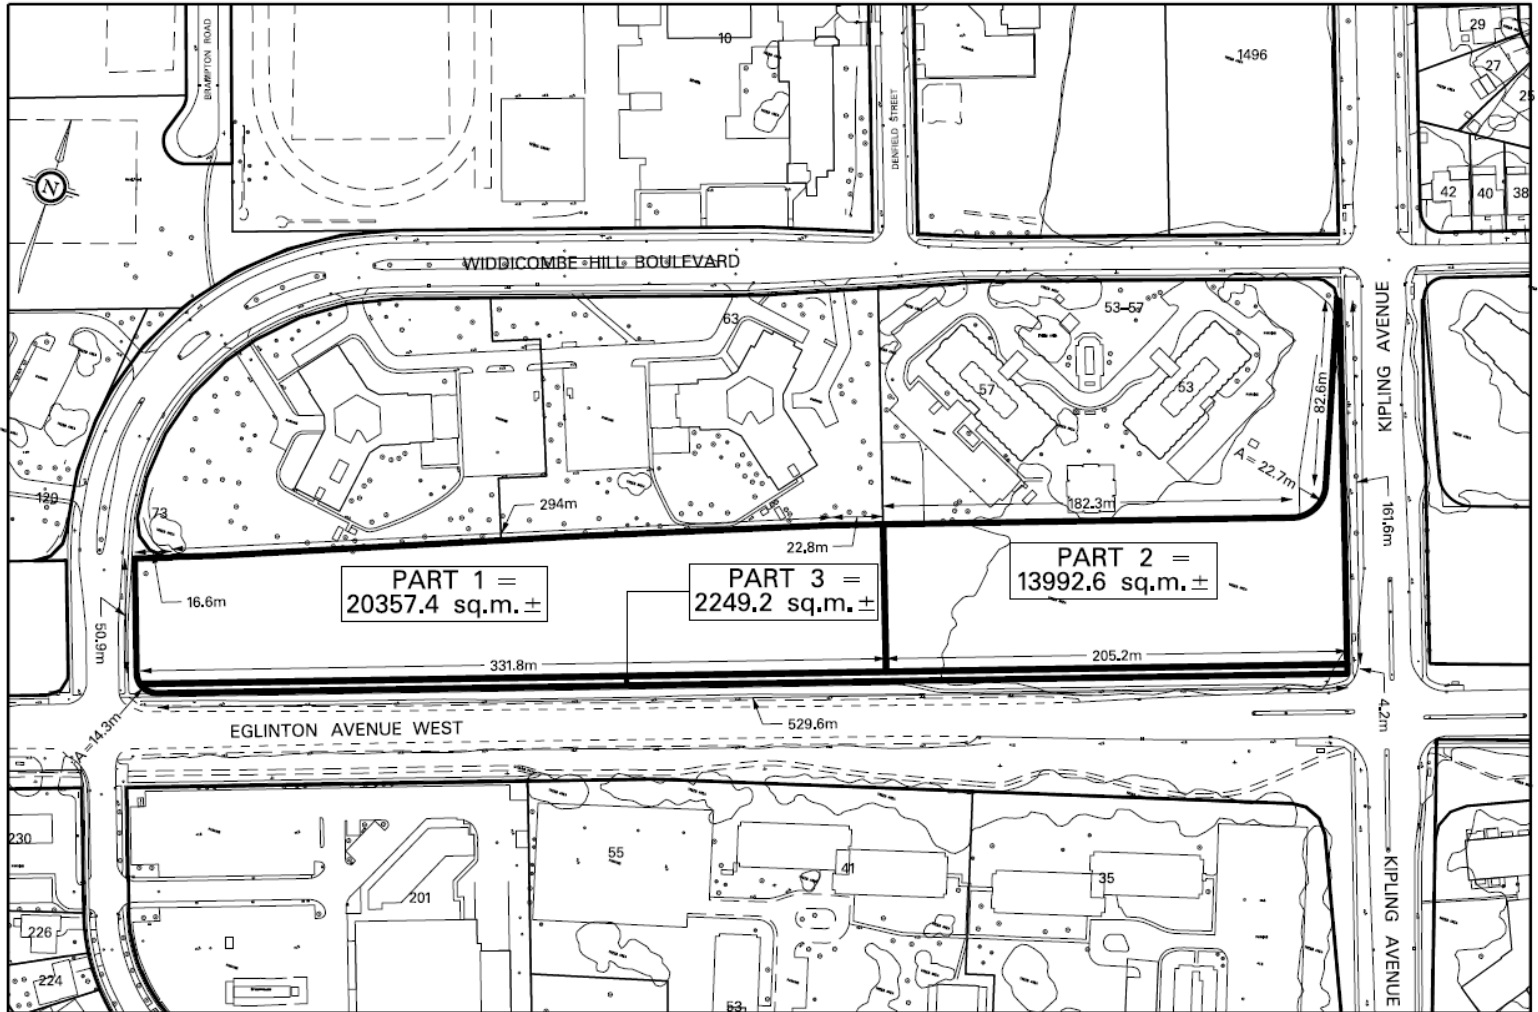 BRAMPTON ROAD
10
DENFIELD STREET
1496
29
27
25
42
40
38
N
WIDDICOMBE HILL BOULEVARD
KIPLING AVENUE
63
53-57
57
53
82.6m
A = 22.7m
129
73
294m
182.3m
161.6m
22.8m
16.6m
PART 1 =
20357.4 sq.m.±
PART 3 =
2249.2 sq.m.±
PART 2 =
13992.6 sq.m.±
50.9m
331.8m
205.2m
4.2m
A=14.3m
EGLINTON AVENUE WEST
529.6m
230
55
41
35
201
226
224
53
KIPLING AVENUE